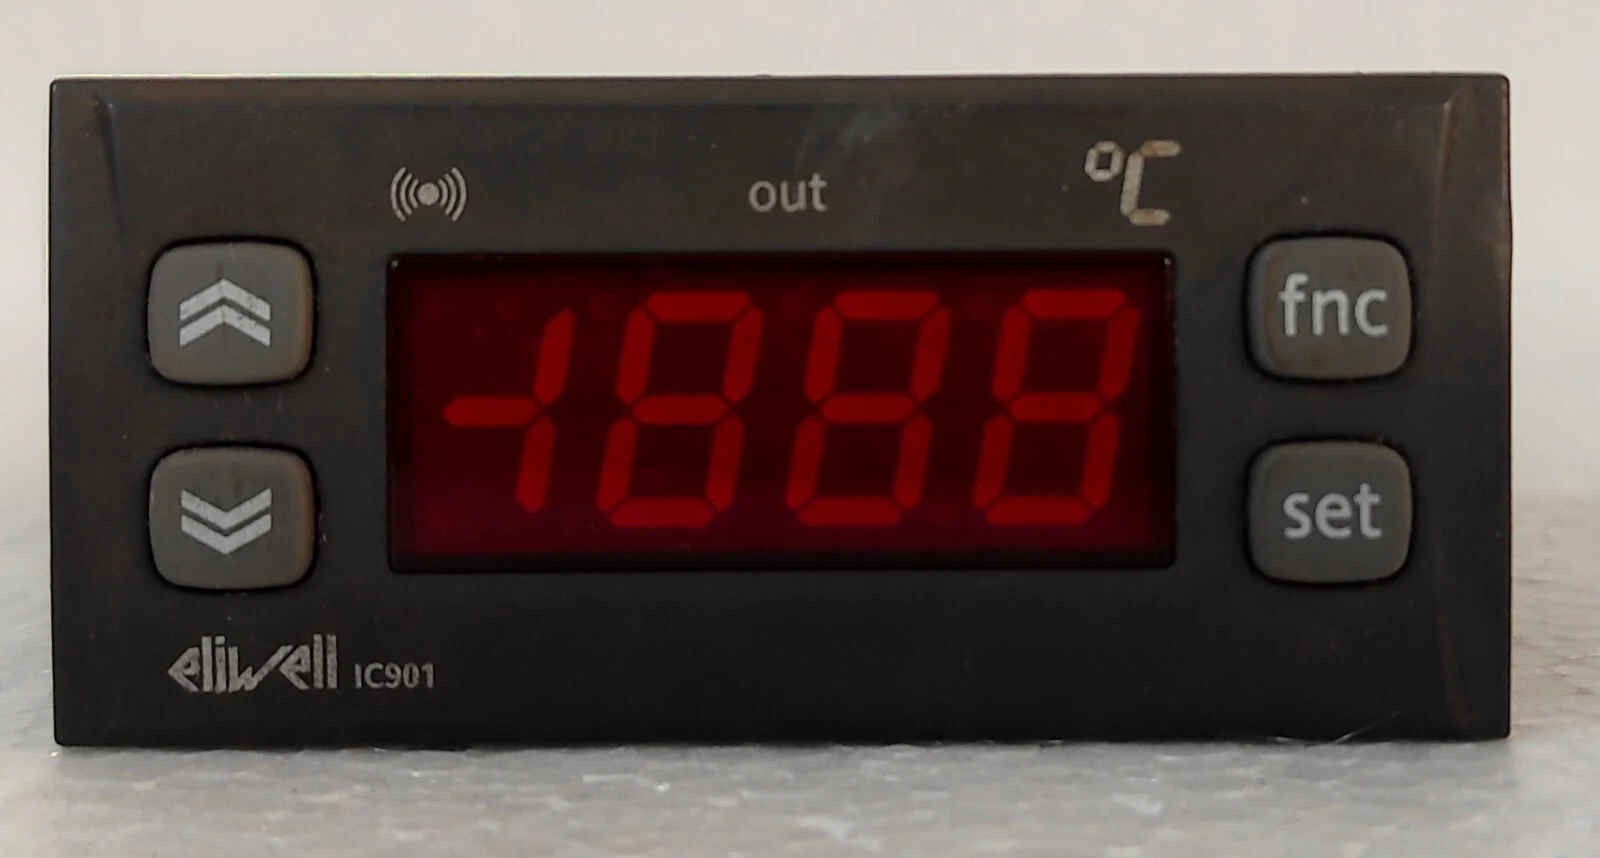 out °C
-1888
fnc
set
eliwell IC901